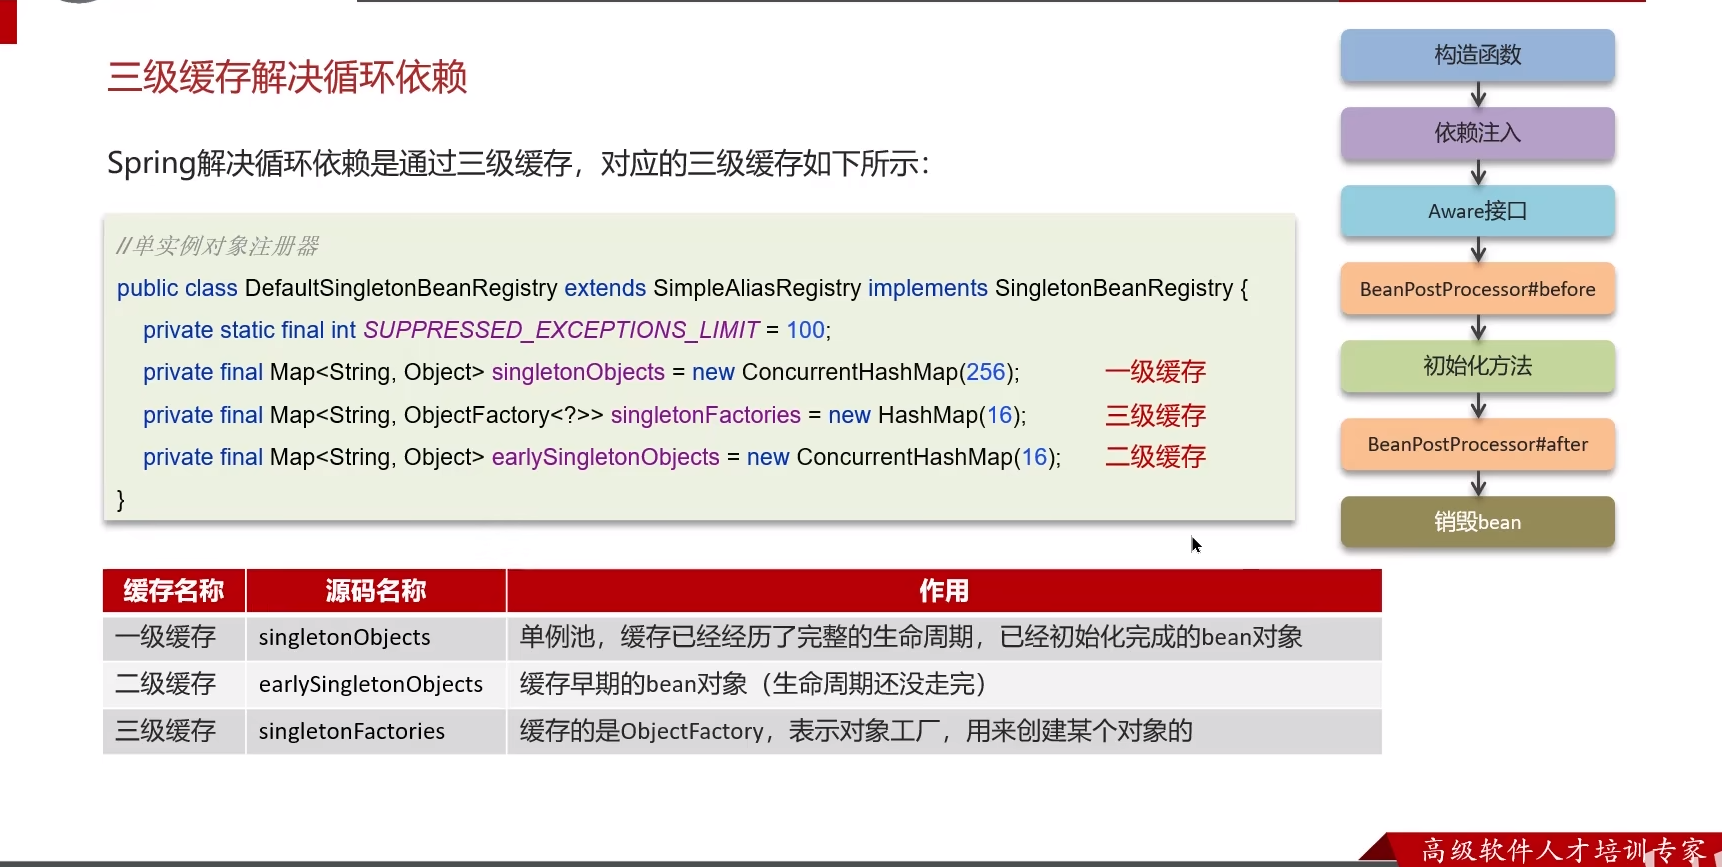 三级缓存解决循环依赖
Spring解决循环依赖是通过三级缓存，对应的三级缓存如下所示：
//单实例对象注册器
public class DefaultSingletonBeanRegistry extends SimpleAliasRegistry implements SingletonBeanRegistry {
private static final int SUPPRESSED_EXCEPTIONS_LIMIT = 100;
private final Map<String, Object> singletonObjects = new ConcurrentHashMap(256); 一级缓存
private final Map<String, ObjectFactory<?>> singletonFactories = new HashMap(16); 三级缓存
private final Map<String, Object> earlySingletonObjects = new ConcurrentHashMap(16); 二级缓存
}
构造函数
依赖注入
Aware接口
BeanPostProcessor#before
初始化方法
BeanPostProcessor#after
销毁bean
缓存名称 源码名称 作用
一级缓存 singletonObjects 单例池，缓存已经经历了完整的生命周期，已经初始化完成的bean对象
二级缓存 earlySingletonObjects 缓存早期的bean对象（生命周期还没走完）
三级缓存 singletonFactories 缓存的是ObjectFactory，表示对象工厂，用来创建某个对象的
高级软件人才培训专家